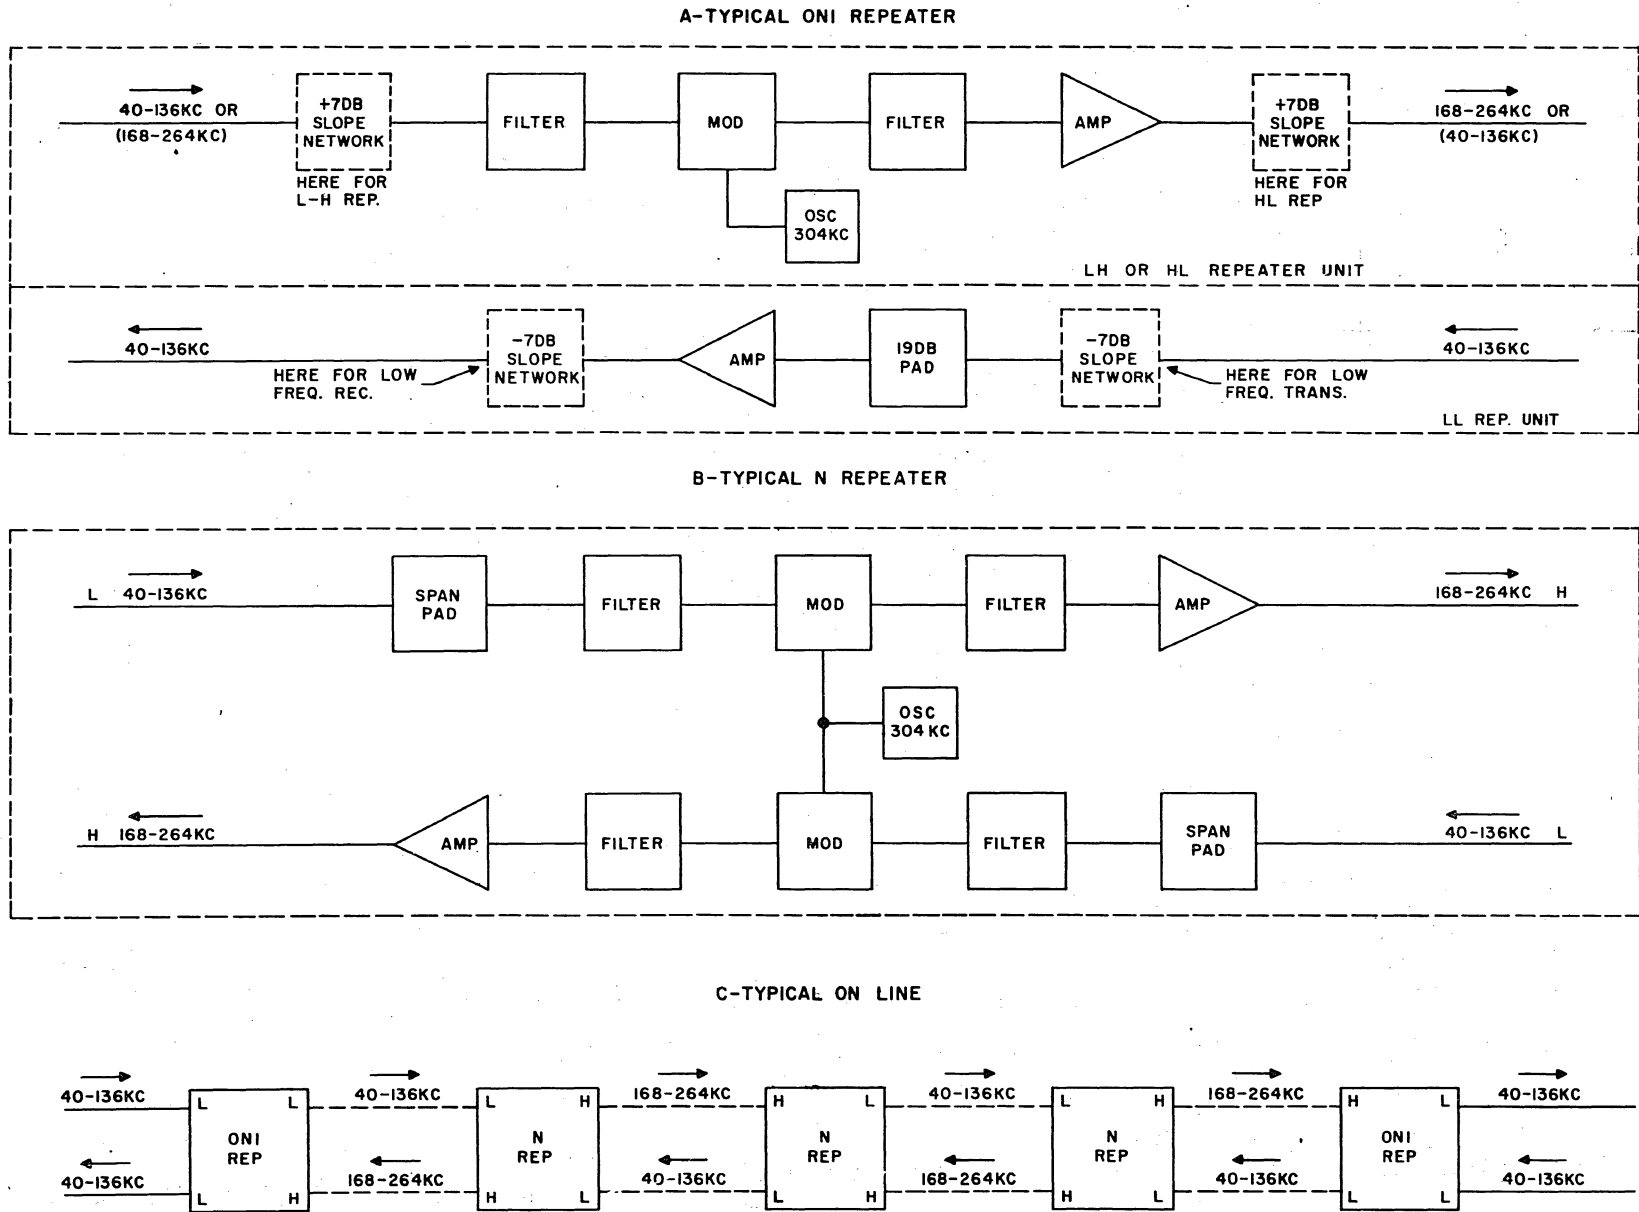 A-TYPICAL ON1 REPEATER
40-136KC OR
(168-264KC)
+7DB
SLOPE
NETWORK
HERE FOR
L-H REP.
FILTER
MOD
OSC
304KC
FILTER
AMP
+7DB
SLOPE
NETWORK
HERE FOR
HL REP
168-264KC OR
(40-136KC)
LH OR HL REPEATER UNIT
40-136KC
HERE FOR LOW
FREQ. REC.
-7DB
SLOPE
NETWORK
AMP
19DB
PAD
-7DB
SLOPE
NETWORK
HERE FOR LOW
FREQ. TRANS.
40-136KC
LL REP. UNIT
B-TYPICAL N REPEATER
L 40-136KC
SPAN
PAD
FILTER
MOD
FILTER
AMP
168-264KC H
OSC
304KC
H 168-264KC
AMP
FILTER
MOD
FILTER
SPAN
PAD
40-136KC L
C-TYPICAL ON LINE
40-136KC
L L
40-136KC
L H
168-264KC
H L
40-136KC
L H
168-264KC
H L
40-136KC
ON1
REP
N
REP
N
REP
N
REP
ON1
REP
40-136KC
L H
168-264KC
H L
40-136KC
L H
168-264KC
H L
40-136KC
L L
40-136KC